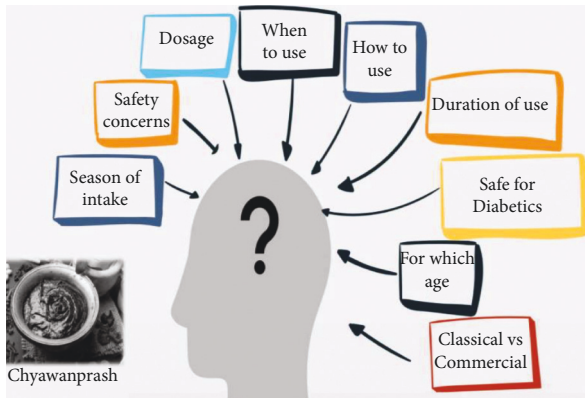 Dosage
When
to use
How to
use
Safety
concerns
Duration of use
Season of
intake
Safe for
Diabetics
?
For which
age
Classical vs
Commercial
Chyawanprash